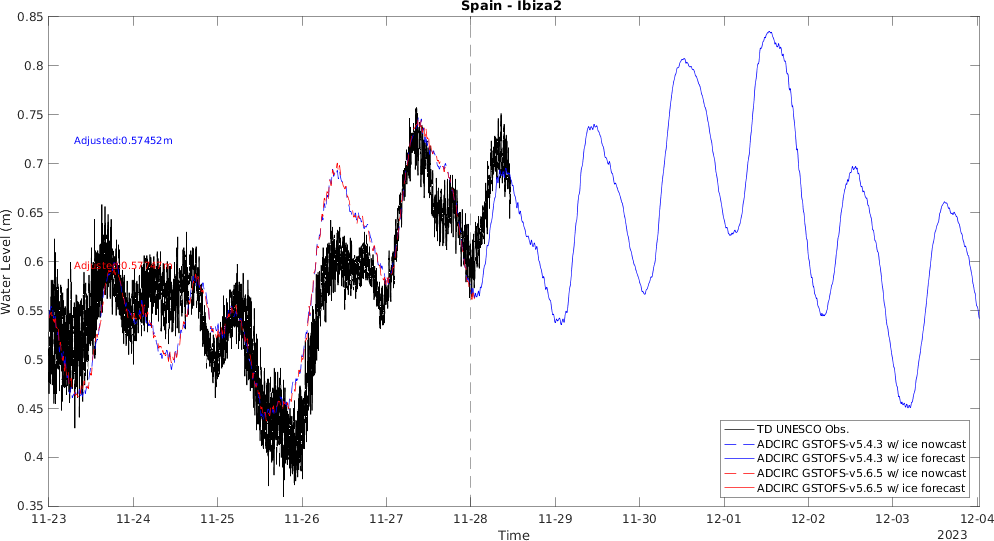 Spain - Ibiza2
0.85
0.8
0.75
0.7
0.65
0.6
0.55
0.5
0.45
0.4
0.35
Water Level (m)
Adjusted:0.57452m
TD UNESCO Obs.
ADCIRC GSTOFS-v5.4.3 w/ ice nowcast
ADCIRC GSTOFS-v5.4.3 w/ ice forecast
ADCIRC GSTOFS-v5.6.5 w/ ice nowcast
ADCIRC GSTOFS-v5.6.5 w/ ice forecast
11-23 11-24 11-25 11-26 11-27 11-28 11-29 11-30 12-01 12-02 12-03 12-04
Time
2023